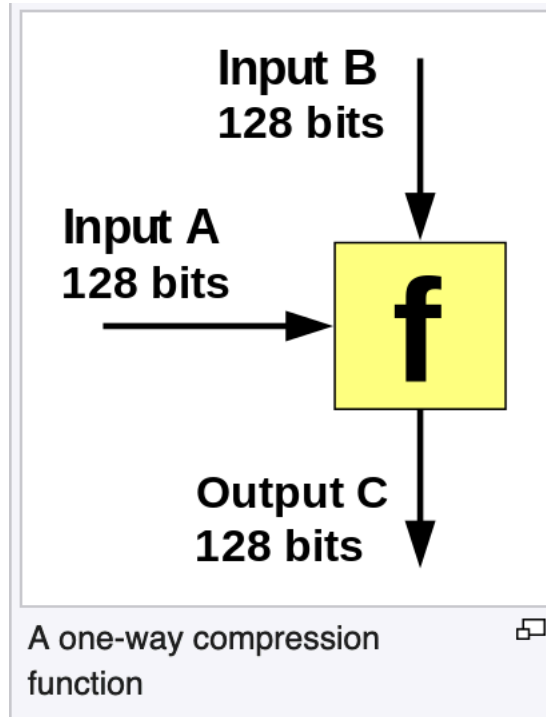 Input B
128 bits
Input A
128 bits
f
Output C
128 bits
A one-way compression
function